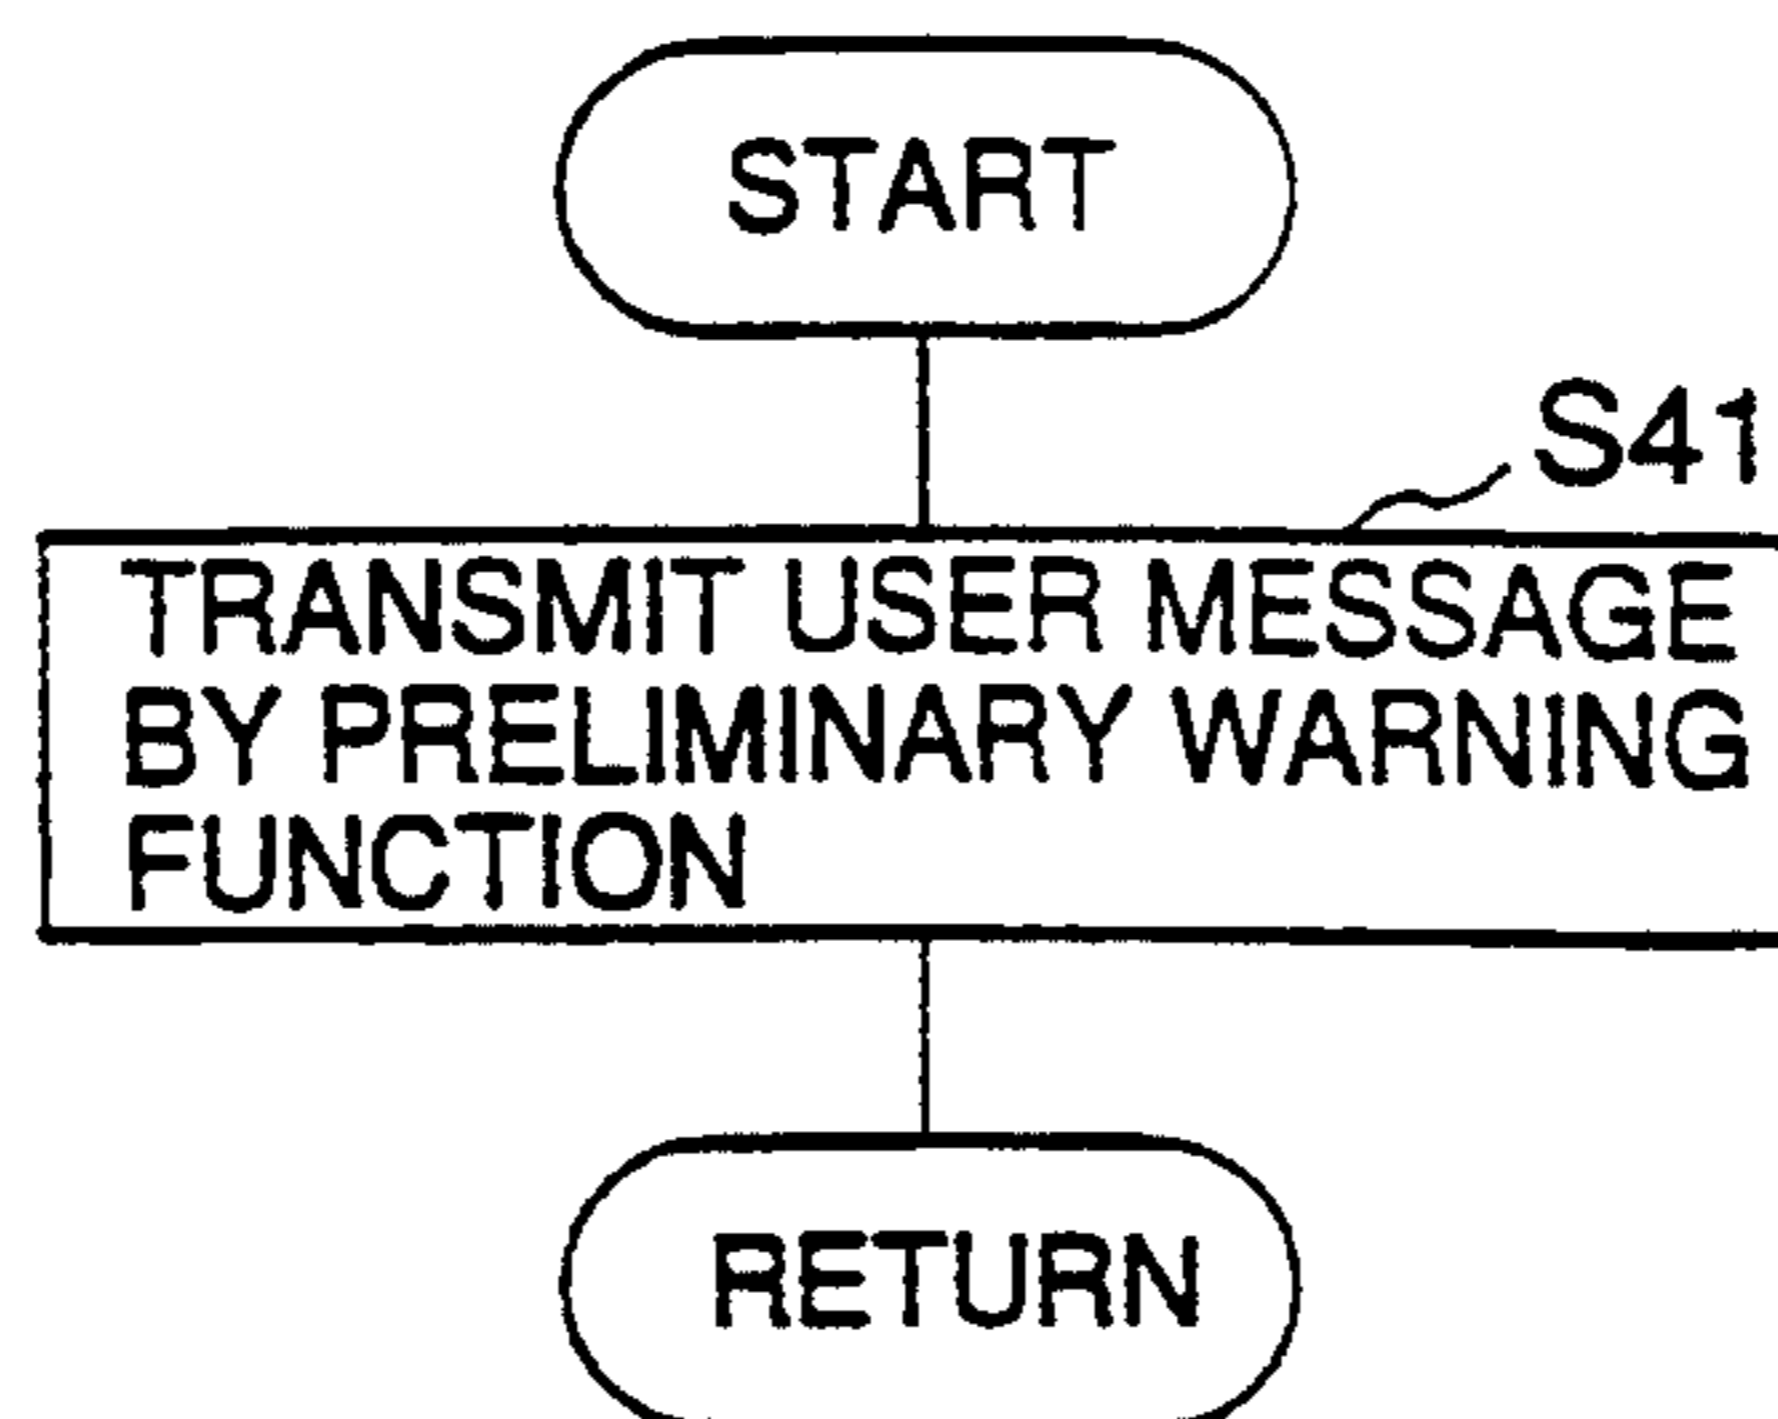 START
S41
TRANSMIT USER MESSAGE
BY PRELIMINARY WARNING
FUNCTION
RETURN